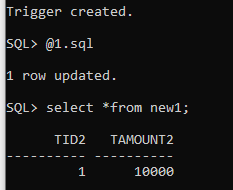 Trigger created.
SQL> @1.sql
1 row updated.
SQL> select *from new1;
TID2 TAMOUNT2
---------- ----------
1 10000